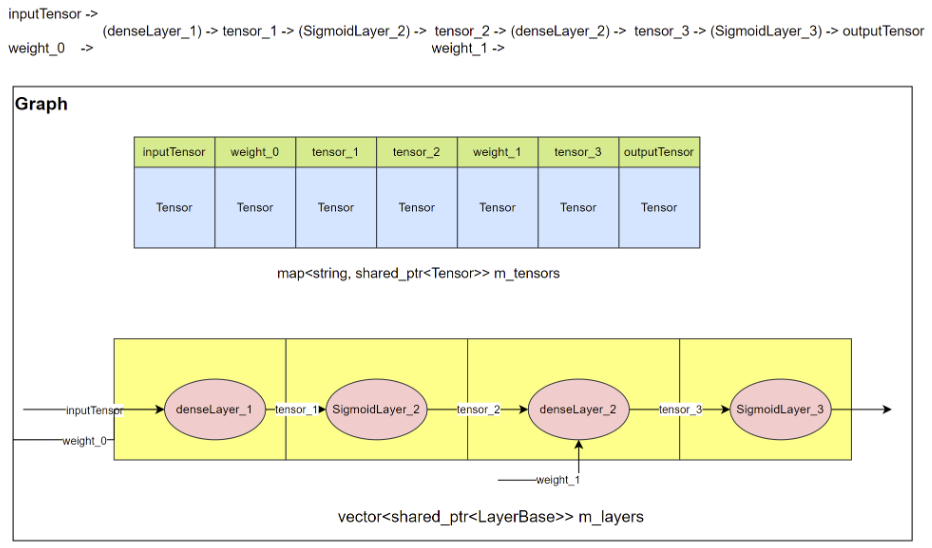 inputTensor ->
(denseLayer_1) -> tensor_1 -> (SigmoidLayer_2) -> tensor_2 -> (denseLayer_2) -> tensor_3 -> (SigmoidLayer_3) -> outputTensor
weight_0 -> weight_1 ->
Graph
inputTensor weight_0 tensor_1 tensor_2 weight_1 tensor_3 outputTensor
Tensor Tensor Tensor Tensor Tensor Tensor Tensor
map<string, shared_ptr<Tensor>> m_tensors
inputTensor denseLayer_1 tensor_1 SigmoidLayer_2 tensor_2 denseLayer_2 tensor_3 SigmoidLayer_3
weight_0
weight_1
vector<shared_ptr<LayerBase>> m_layers